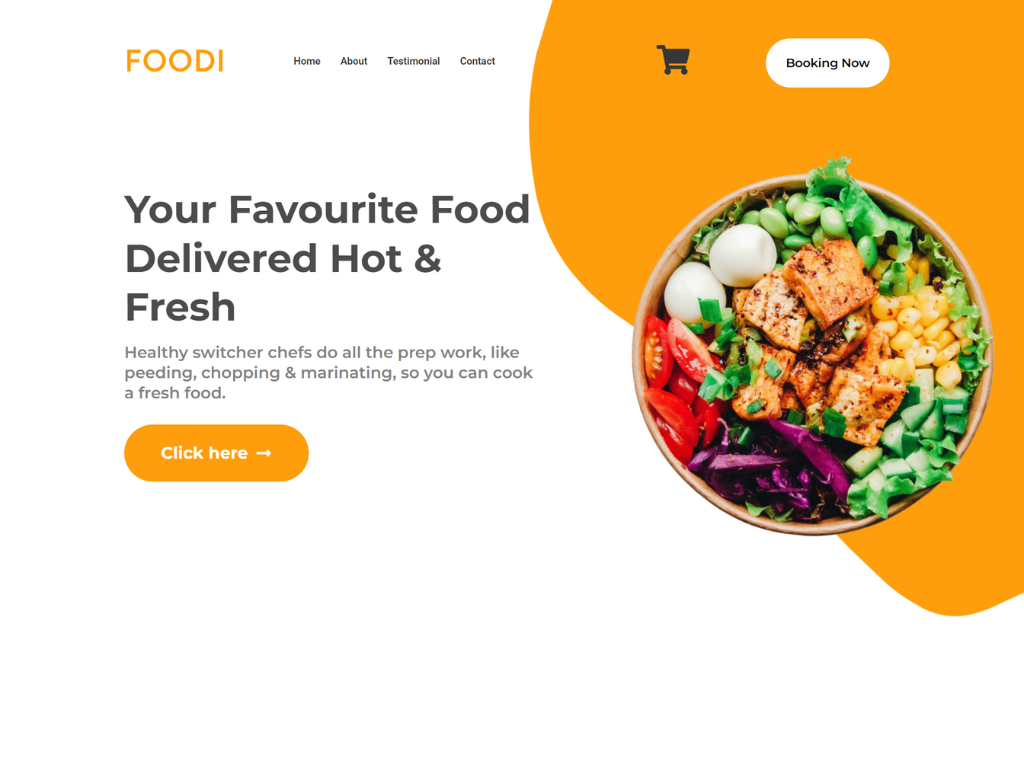 FOODI
Home About Testimonial Contact
Booking Now
Your Favourite Food
Delivered Hot &
Fresh
Healthy switcher chefs do all the prep work, like
peeding, chopping & marinating, so you can cook
a fresh food.
Click here →